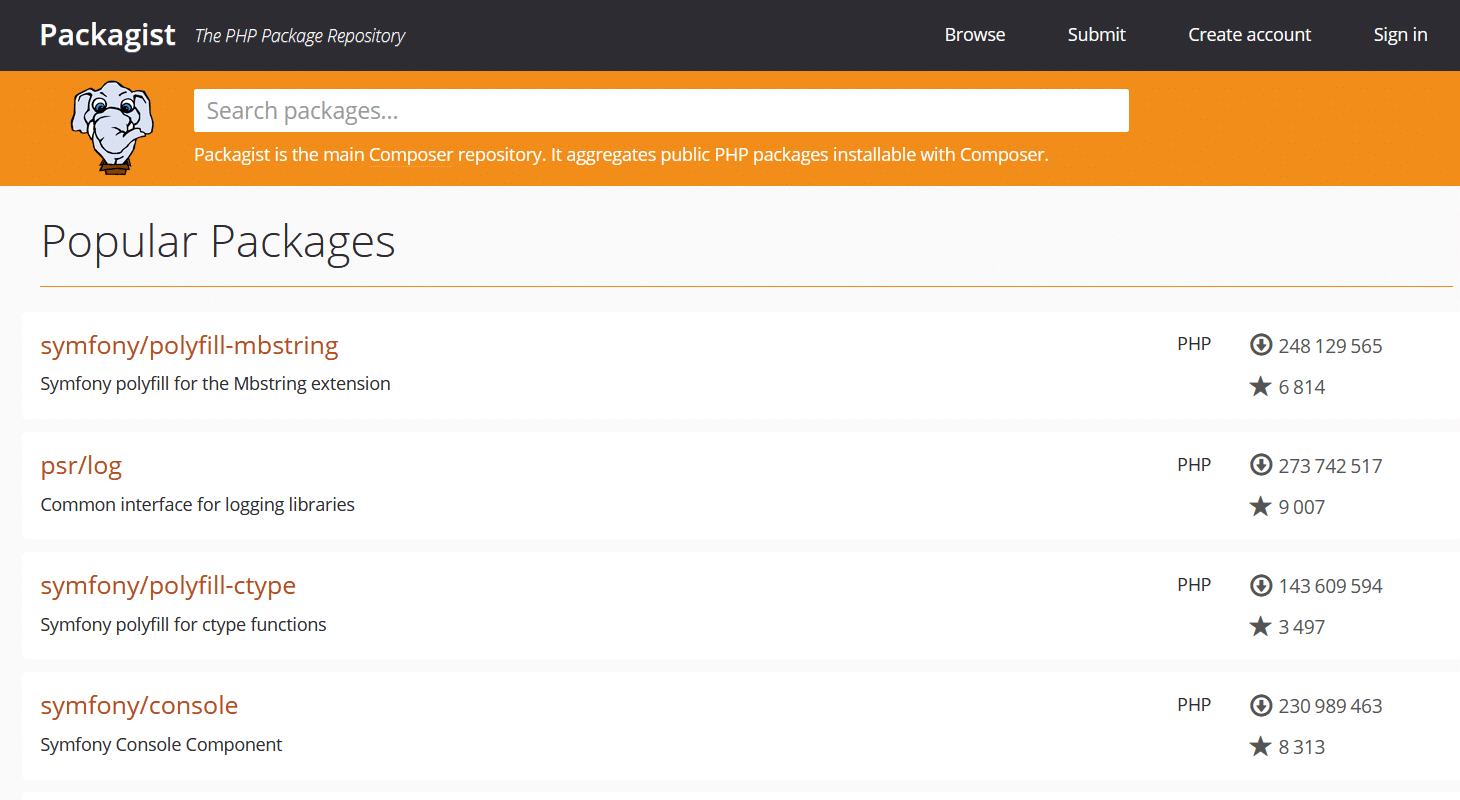 Packagist The PHP Package Repository Browse Submit Create account Sign in
Search packages...
Packagist is the main Composer repository. It aggregates public PHP packages installable with Composer.
Popular Packages
symfony/polyfill-mbstring PHP 248 129 565
Symfony polyfill for the Mbstring extension 6 814
psr/log PHP 273 742 517
Common interface for logging libraries 9 007
symfony/polyfill-ctype PHP 143 609 594
Symfony polyfill for ctype functions 3 497
symfony/console PHP 230 989 463
Symfony Console Component 8 313